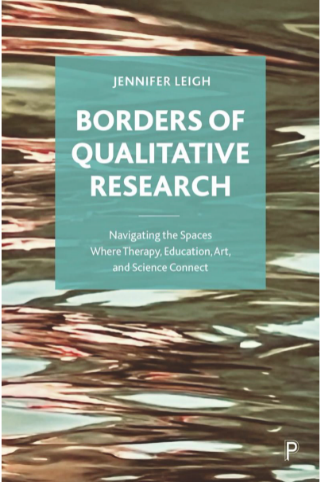 JENNIFER LEIGH
BORDERS OF
QUALITATIVE
RESEARCH
Navigating the Spaces
Where Therapy, Education, Art,
and Science Connect
P